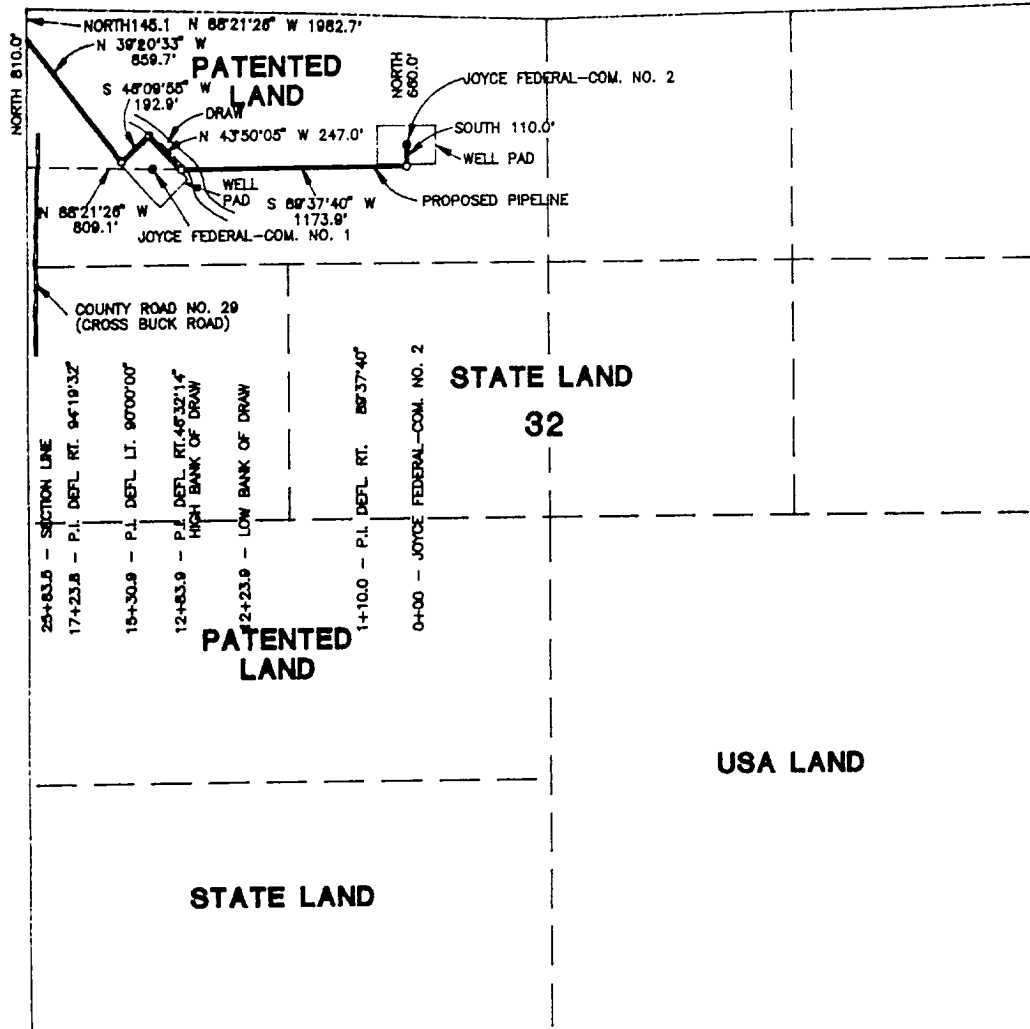 NORTH 145.1 N 88°21'26" W 1982.7'
N 39°20'33" W
859.7'
NORTH 810.0'
PATENTED
LAND
S 46°09'55" W
192.9'
DRAW
N 43°50'05" W 247.0'
NORTH
660.0'
JOYCE FEDERAL-COM. NO. 2
SOUTH 110.0'
WELL PAD
WELL
PAD
S 89°37'40" W
1173.9'
PROPOSED PIPELINE
N 88°21'26" W
809.1'
JOYCE FEDERAL-COM. NO. 1
COUNTY ROAD NO. 29
(CROSS BUCK ROAD)
STATE LAND
32
25+83.5 - SECTION LINE
17+23.8 - P.I. DEFL. RT. 94°19'32"
15+30.9 - P.I. DEFL. LT. 90°00'00"
12+83.9 - P.I. DEFL. RT. 46°32'14"
HIGH BANK OF DRAW
12+23.9 - LOW BANK OF DRAW
1+10.0 - P.I. DEFL. RT. 89°37'40"
0+00 - JOYCE FEDERAL-COM. NO. 2
PATENTED
LAND
USA LAND
STATE LAND